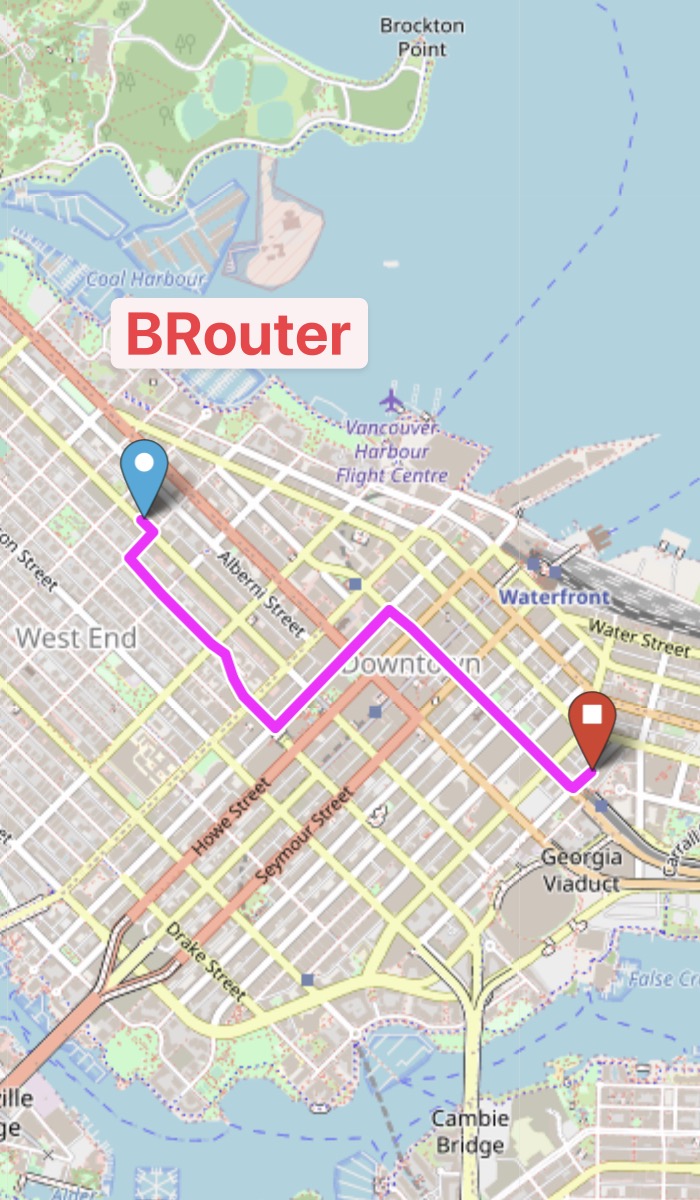 Brockton
Point
Coal Harbour
BRouter
Vancouver
Harbour
Flight Centre
on Street
Alberni Street
Waterfront
Water Street
West End
Downtown
Howe Street
Seymour Street
Georgia
Viaduct
Carrall
et
Drake Street
False Cr
ille
ge
Cambie
Bridge
Alder